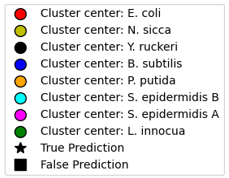 Cluster center: E. coli
Cluster center: N. sicca
Cluster center: Y. ruckeri
Cluster center: B. subtilis
Cluster center: P. putida
Cluster center: S. epidermidis B
Cluster center: S. epidermidis A
Cluster center: L. innocua
True Prediction
False Prediction